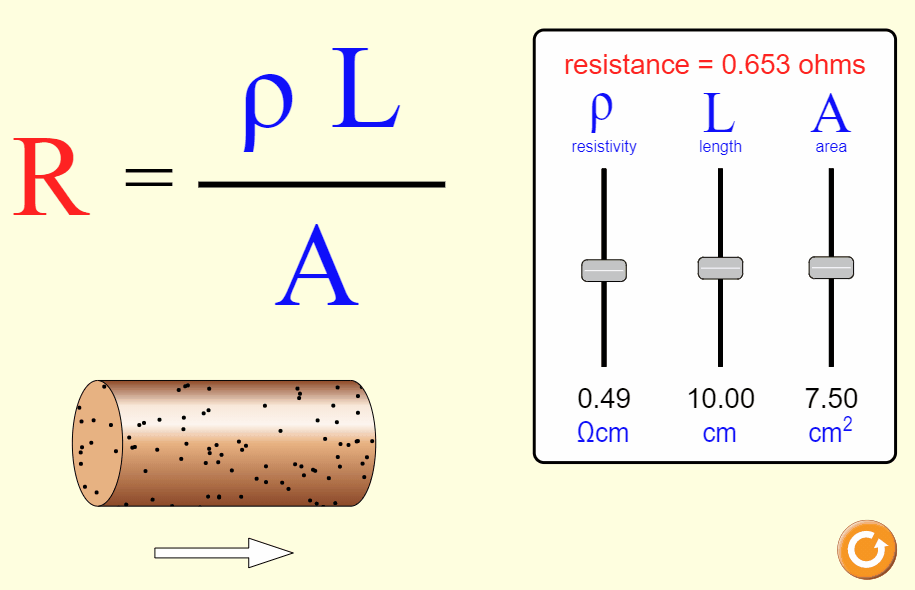 R = ρ L
A
resistance = 0.653 ohms
ρ L A
resistivity length area
0.49 10.00 7.50
Ωcm cm cm²